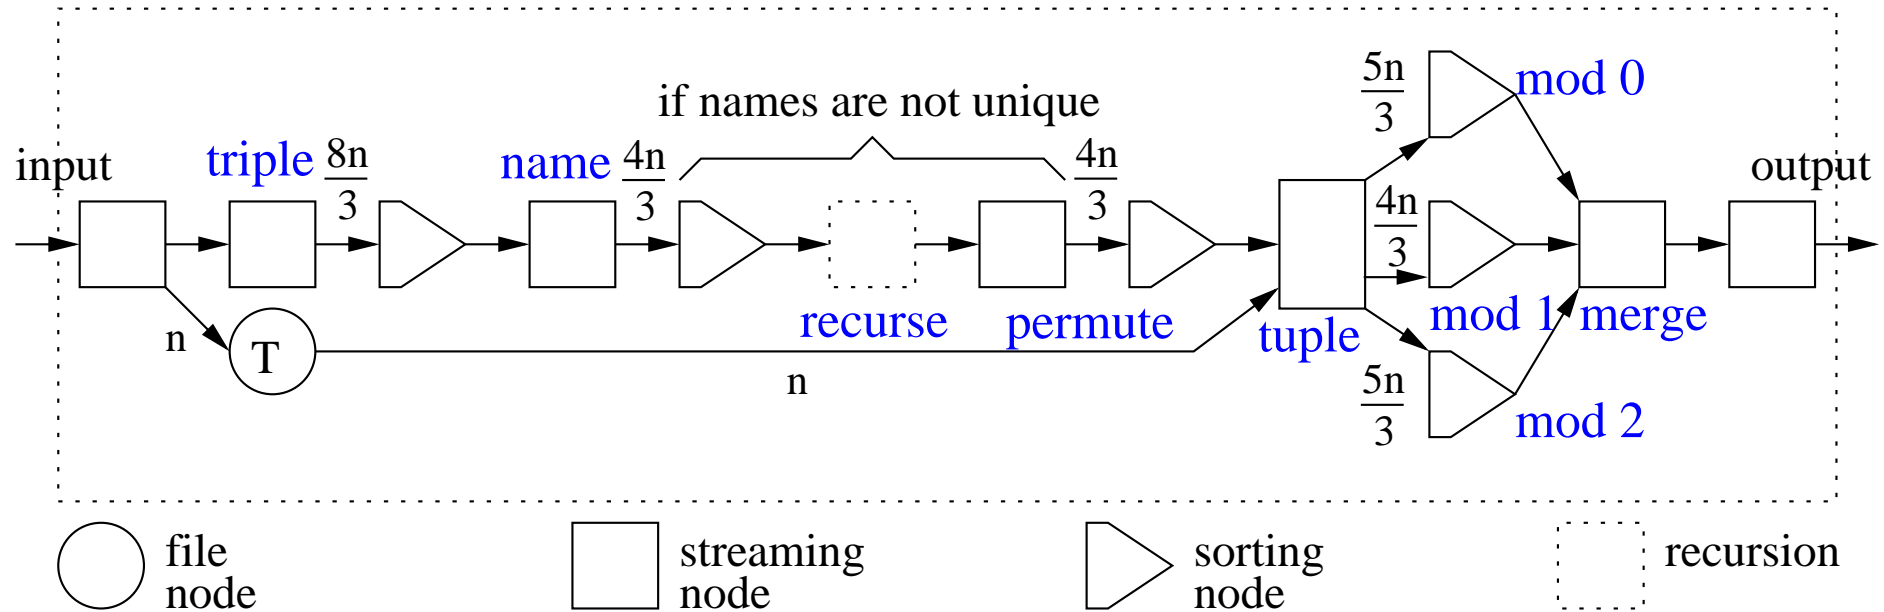 if names are not unique
input
triple
8n
3
name
4n
3
4n
3
5n
3
mod 0
4n
3
mod 1
5n
3
mod 2
output
n
T
n
recurse
permute
tuple
merge
file
node
streaming
node
sorting
node
recursion